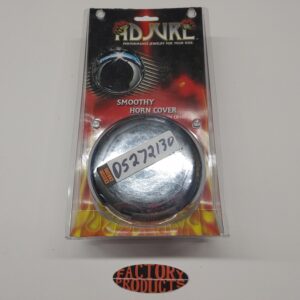 ADJURE
PERFORMANCE JEWELRY FOR YOUR RIDE
SMOOTHY
HORN COVER
DS272130
FACTORY
PRODUCTS